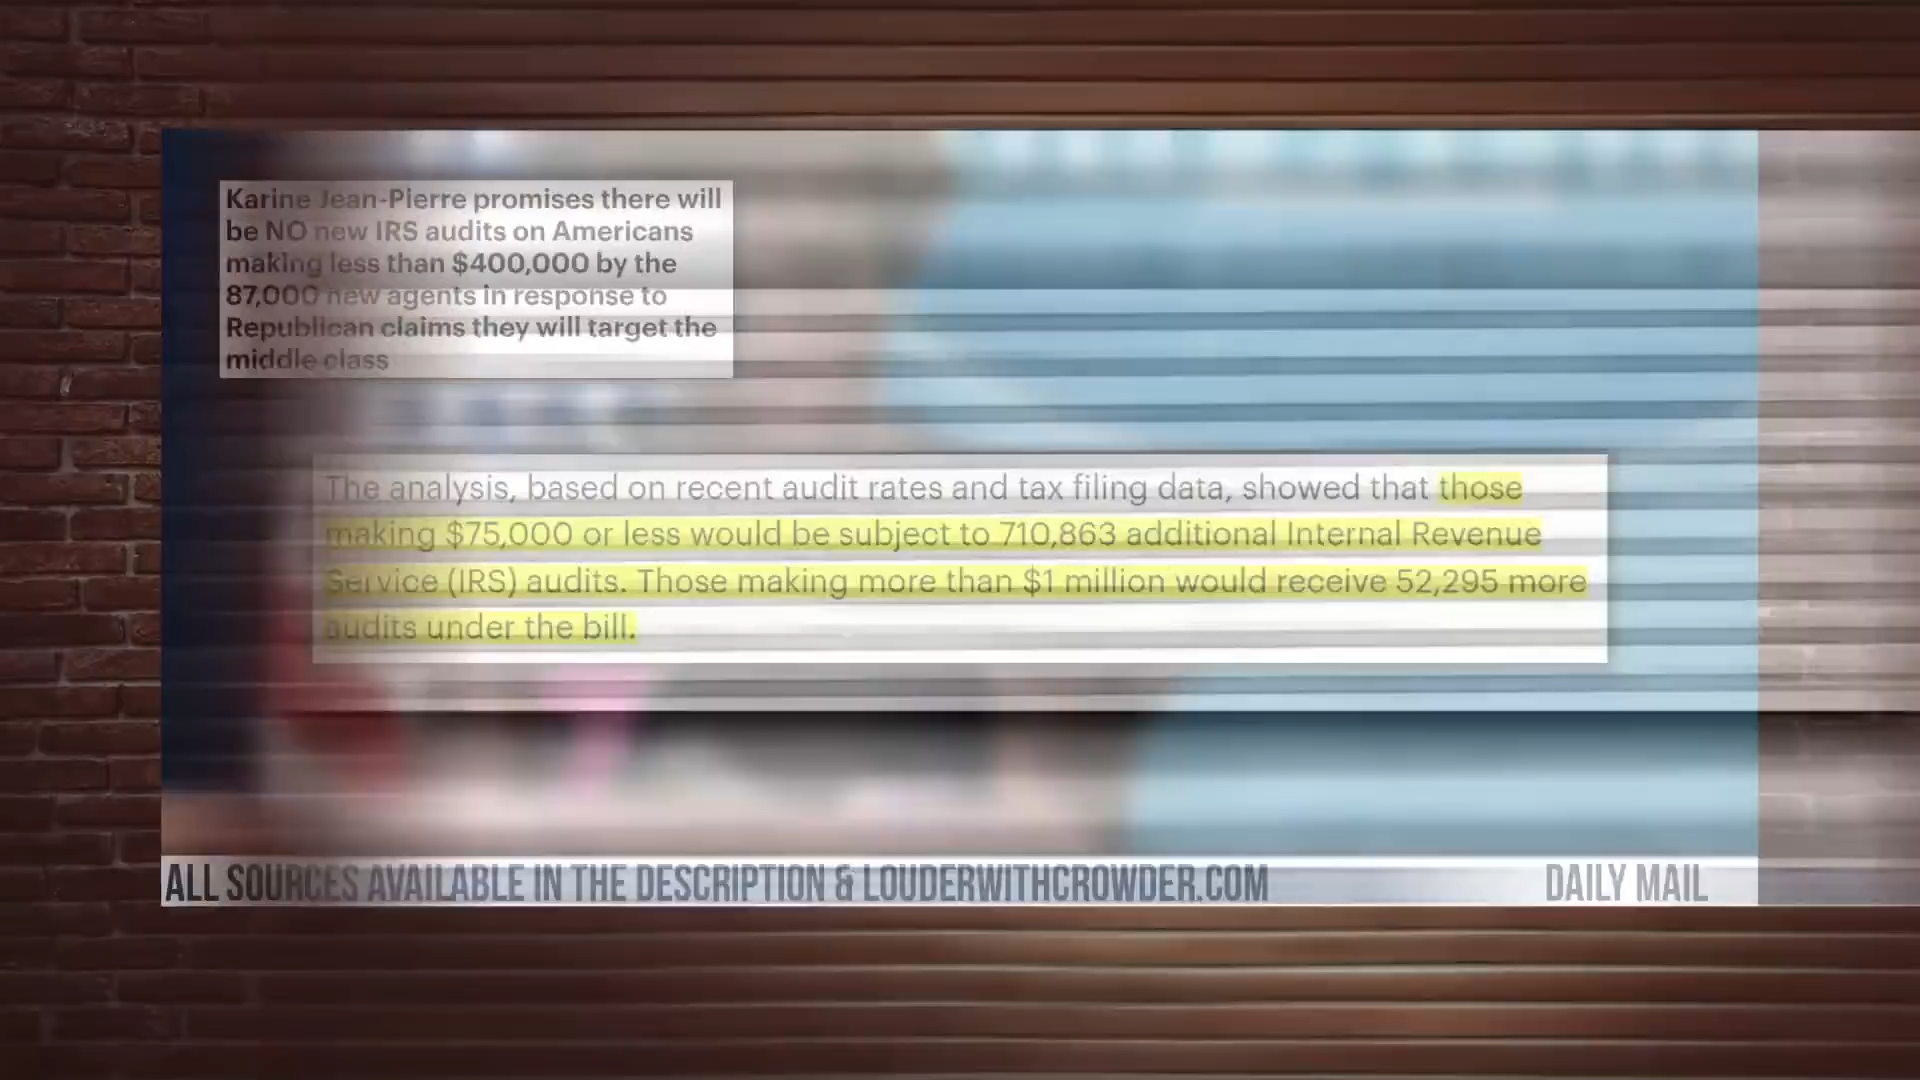 Karine Jean-Pierre promises there will
be NO new IRS audits on Americans
making less than $400,000 by the
87,000 new agents in response to
Republican claims they will target the
middle class
The analysis, based on recent audit rates and tax filing data, showed that those
making $75,000 or less would be subject to 710,863 additional Internal Revenue
Service (IRS) audits. Those making more than $1 million would receive 52,295 more
audits under the bill.
ALL SOURCES AVAILABLE IN THE DESCRIPTION & LOUDERWITHCROWDER.COM
DAILY MAIL